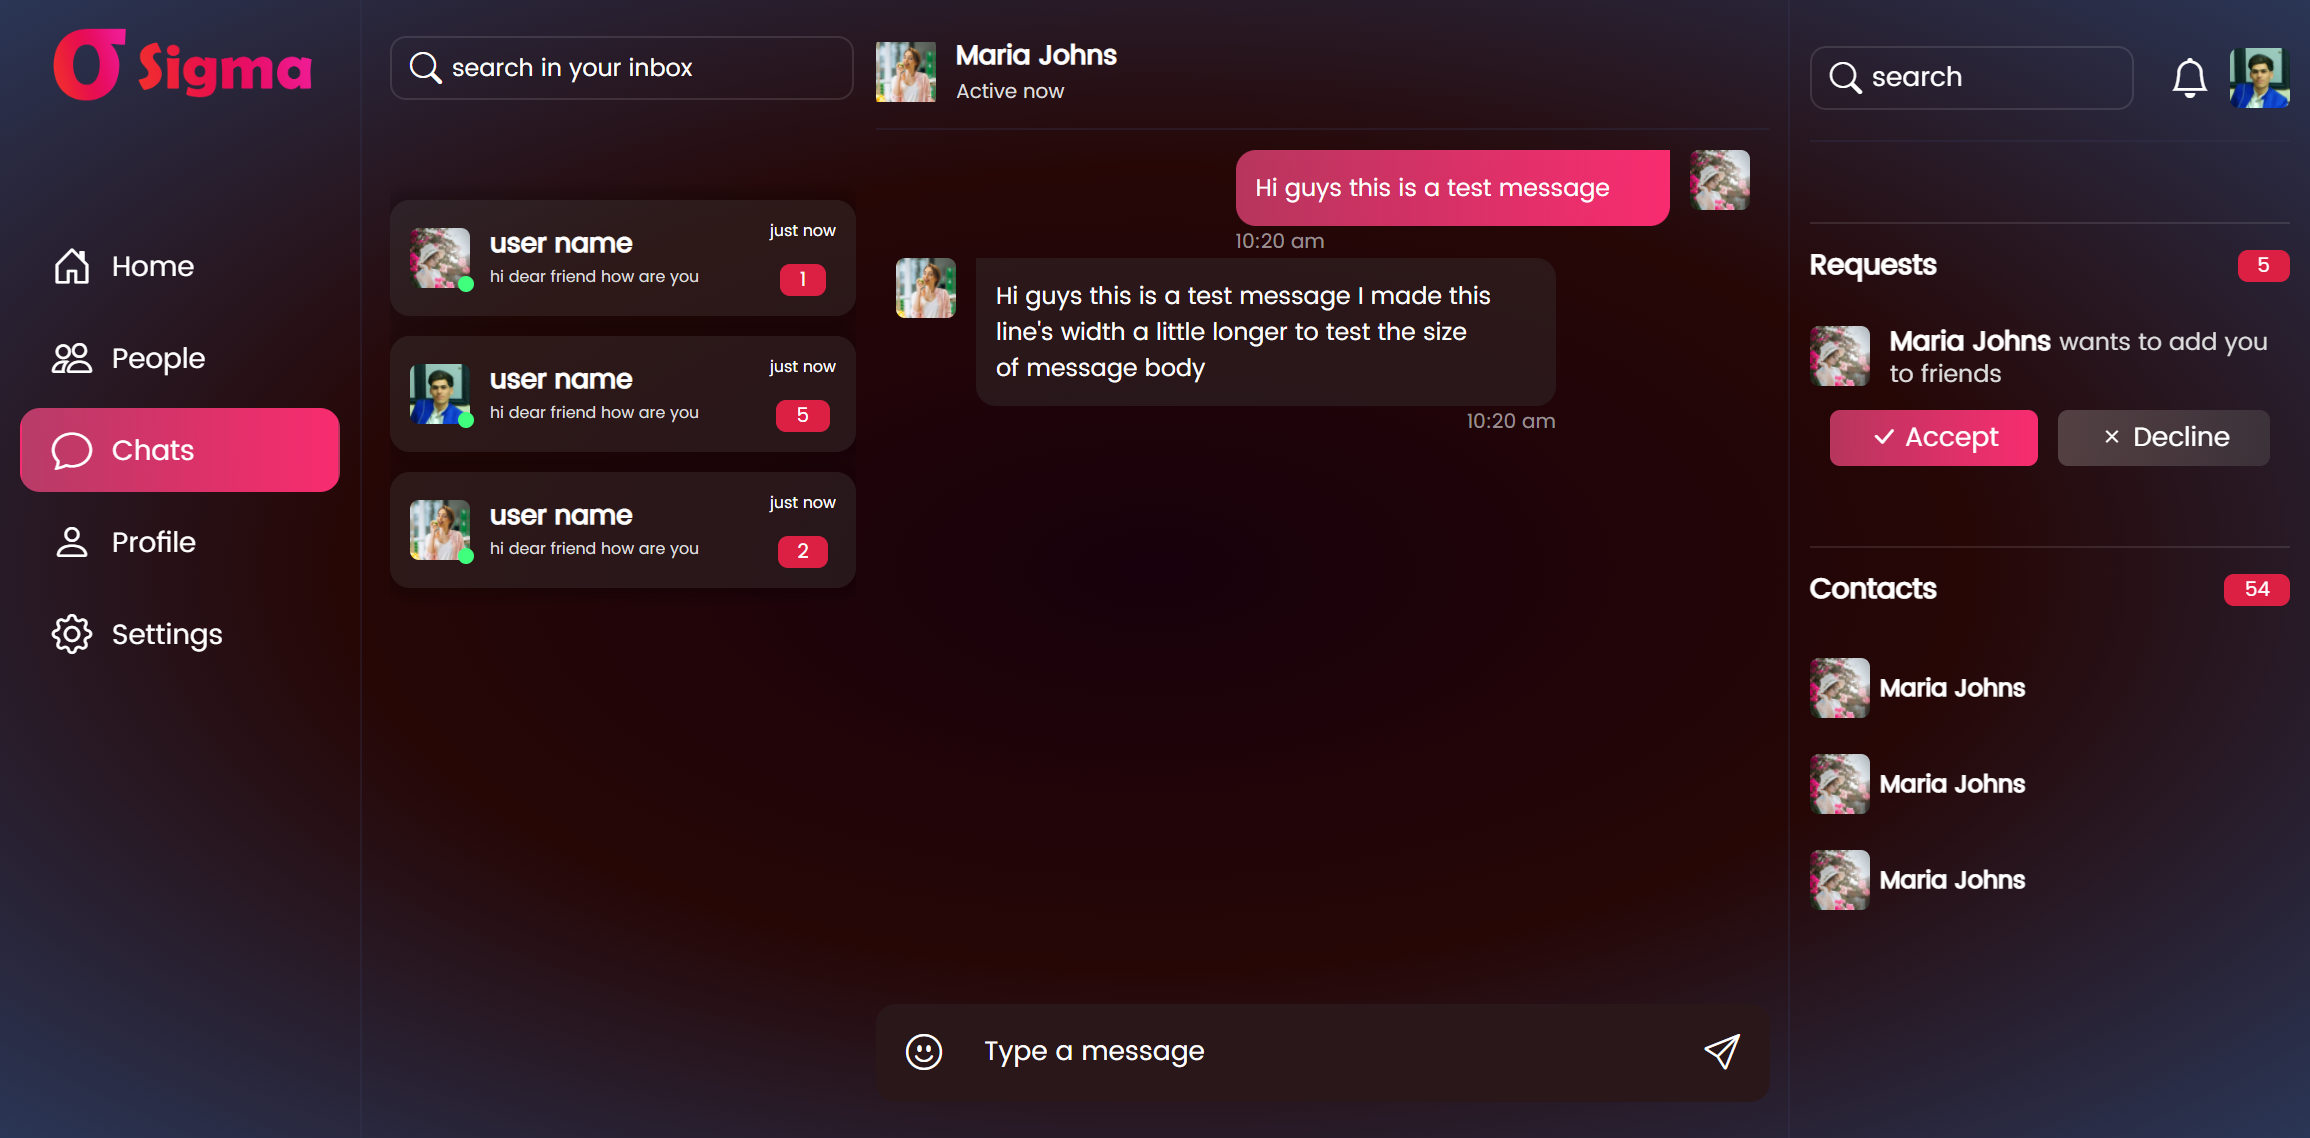 σ Sigma
Home
People
Chats
Profile
Settings
search in your inbox
user name
just now
hi dear friend how are you
1
user name
just now
hi dear friend how are you
5
user name
just now
hi dear friend how are you
2
Maria Johns
Active now
Hi guys this is a test message
10:20 am
Hi guys this is a test message I made this
line's width a little longer to test the size
of message body
10:20 am
Type a message
search
Requests
5
Maria Johns wants to add you
to friends
Accept
Decline
Contacts
54
Maria Johns
Maria Johns
Maria Johns